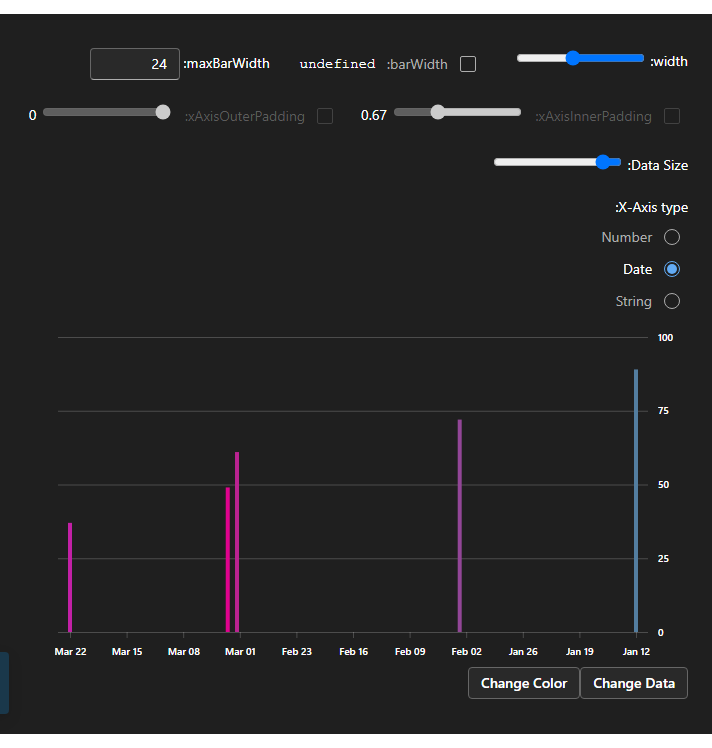 :width
:barWidth undefined
:maxBarWidth 24
:xAxisInnerPadding 0.67
:xAxisOuterPadding 0
:Data Size
:X-Axis type
Number
Date
String
100
75
50
25
0
Mar 22 Mar 15 Mar 08 Mar 01 Feb 23 Feb 16 Feb 09 Feb 02 Jan 26 Jan 19 Jan 12
Change Color Change Data